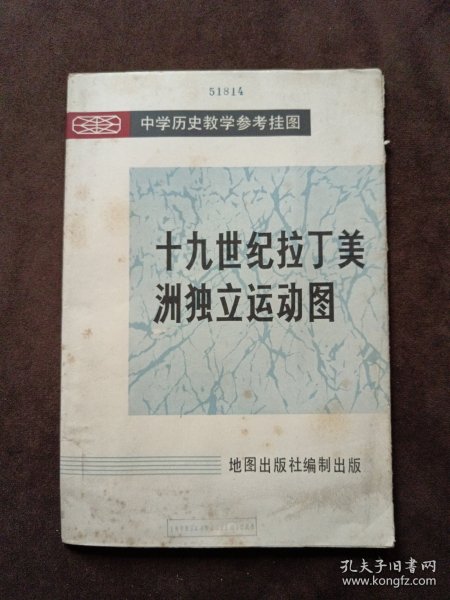 51814
中学历史教学参考挂图
十九世纪拉丁美
洲独立运动图
地图出版社编制出版
孔夫子旧书网
www.kongfz.com